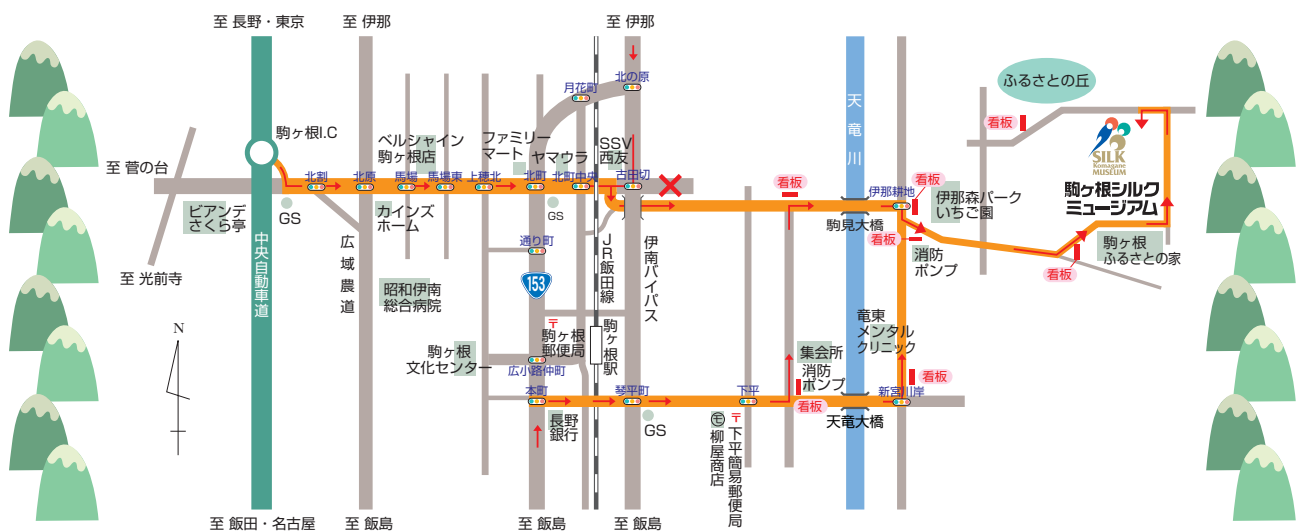 至 長野・東京
至 伊那
至 伊那
駒ヶ根I.C
至 菅の台
ビアンデ
さくら亭
GS
至 光前寺
中央自動車道
至 飯田・名古屋
N
北割
北原
広域農道
至 飯島
ベルシャイン
駒ヶ根店
馬場
馬場東
カインズ
ホーム
昭和伊南
総合病院
上穂北
ファミリー
マート
北町
ヤマウラ
北町中央
GS
月花町
北の原
SSV
西友
古田切
通り町
153
JR飯田線
伊南バイパス
〒
駒ヶ根
郵便局
駒ヶ根駅
駒ヶ根
文化センター
広小路仲町
本町
長野
銀行
至 飯島
琴平町
GS
至 飯島
下平
㋲柳屋商店
〒下平簡易郵便局
看板
集会所
消防
ポンプ
看板
天竜川
駒見大橋
天竜大橋
伊那耕地
看板
看板
消防
ポンプ
伊那森パーク
いちご園
竜東
メンタル
クリニック
看板
新宮川岸
ふるさとの丘
看板
SILK
Komagane
MUSEUM
駒ヶ根シルク
ミュージアム
駒ヶ根
ふるさとの家
看板